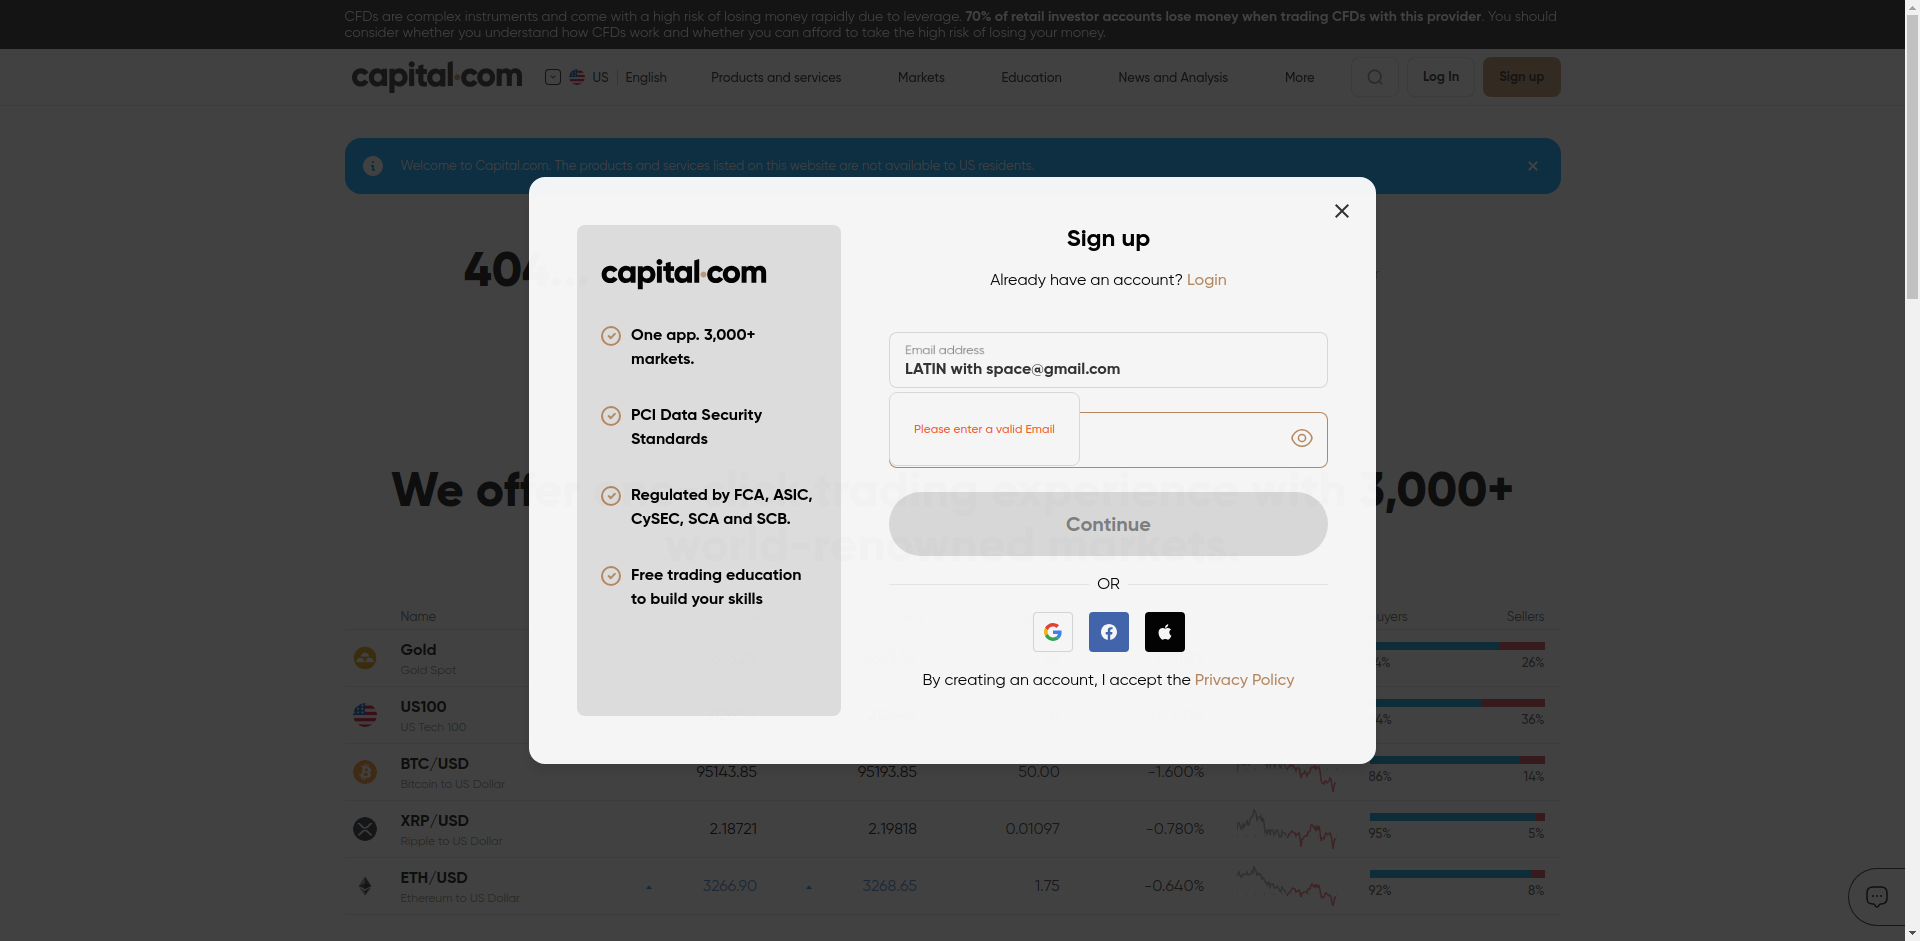 CFDs are complex instruments and come with a high risk of losing money rapidly due to leverage. 70% of retail investor accounts lose money when trading CFDs with this provider. You should
consider whether you understand how CFDs work and whether you can afford to take the high risk of losing your money.
capital.com
US English
Products and services
Markets
Education
News and Analysis
More
Log In
Sign up
Welcome to Capital.com. The products and services listed on this website are not available to US residents.
404...
Sign up
Already have an account? Login
capital.com
One app. 3,000+
markets.
PCI Data Security
Standards
Regulated by FCA, ASIC,
CySEC, SCA and SCB.
Free trading education
to build your skills
Email address
LATIN with space@gmail.com
Please enter a valid Email
Continue
OR
By creating an account, I accept the Privacy Policy
We offer a sleek trading experience with 3,000+
world-renowned markets.
Name
Sellers
Gold
Gold Spot
26%
US100
US Tech 100
36%
BTC/USD
Bitcoin to US Dollar
95143.85 95193.85 50.00 -1.600% 86% 14%
XRP/USD
Ripple to US Dollar
2.18721 2.19818 0.01097 -0.780% 95% 5%
ETH/USD
Ethereum to US Dollar
3266.90 3268.65 1.75 -0.640% 92% 8%